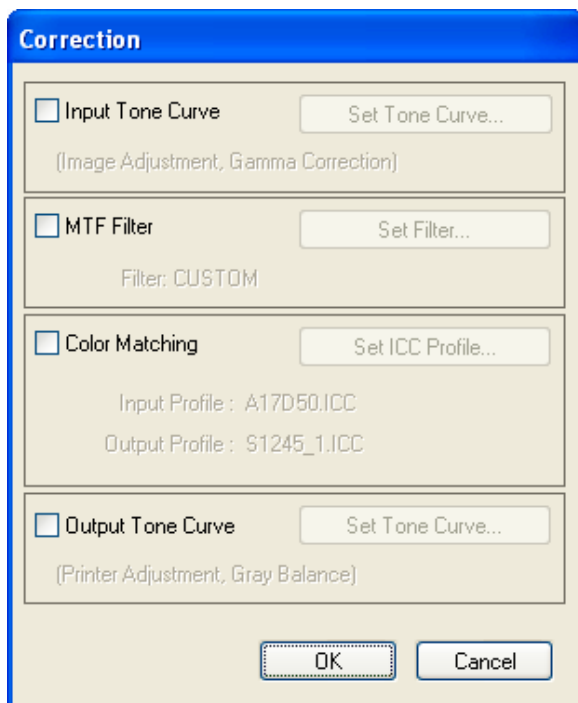 Correction
Input Tone Curve Set Tone Curve...
(Image Adjustment, Gamma Correction)
MTF Filter Set Filter...
Filter: CUSTOM
Color Matching Set ICC Profile...
Input Profile : A17D50.ICC
Output Profile : S1245_1.ICC
Output Tone Curve Set Tone Curve...
(Printer Adjustment, Gray Balance)
OK Cancel